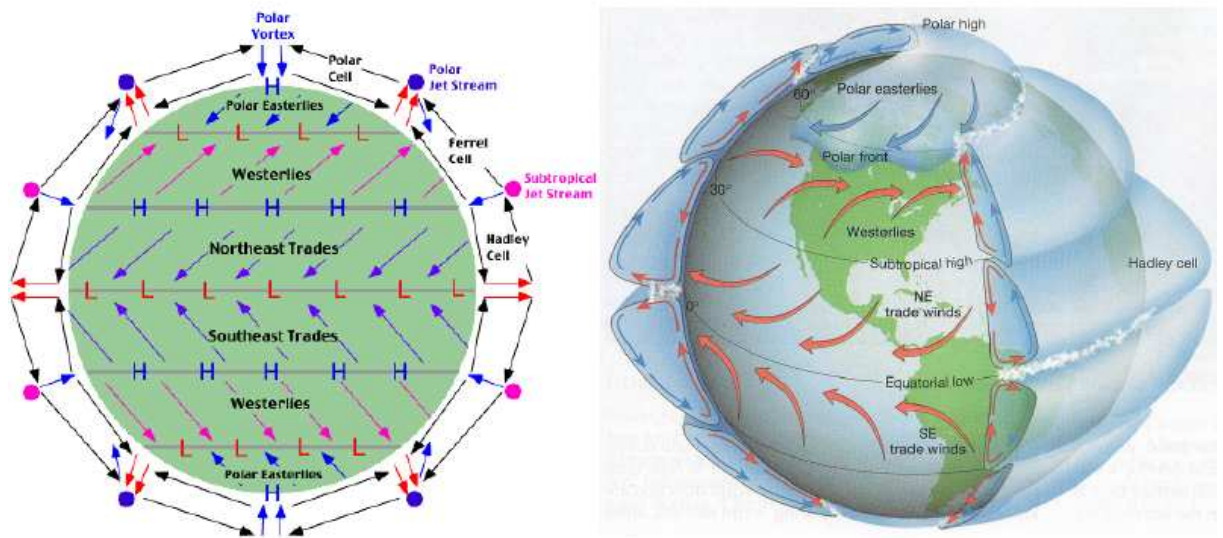 Polar
Vortex
Polar
Cell
Polar
Jet Stream
H
Polar Easterlies
L L L L
Ferrel
Cell
Westerlies
Subtropical
Jet Stream
H H H H H
Northeast Trades
Hadley
Cell
L L L L L L L
Southeast Trades
H H H H H
Westerlies
L L L L
Polar Easterlies
H
Polar high
60°
Polar easterlies
Polar front
30°
Westerlies
Subtropical high
Hadley cell
0°
NE
trade winds
Equatorial low
SE
trade winds